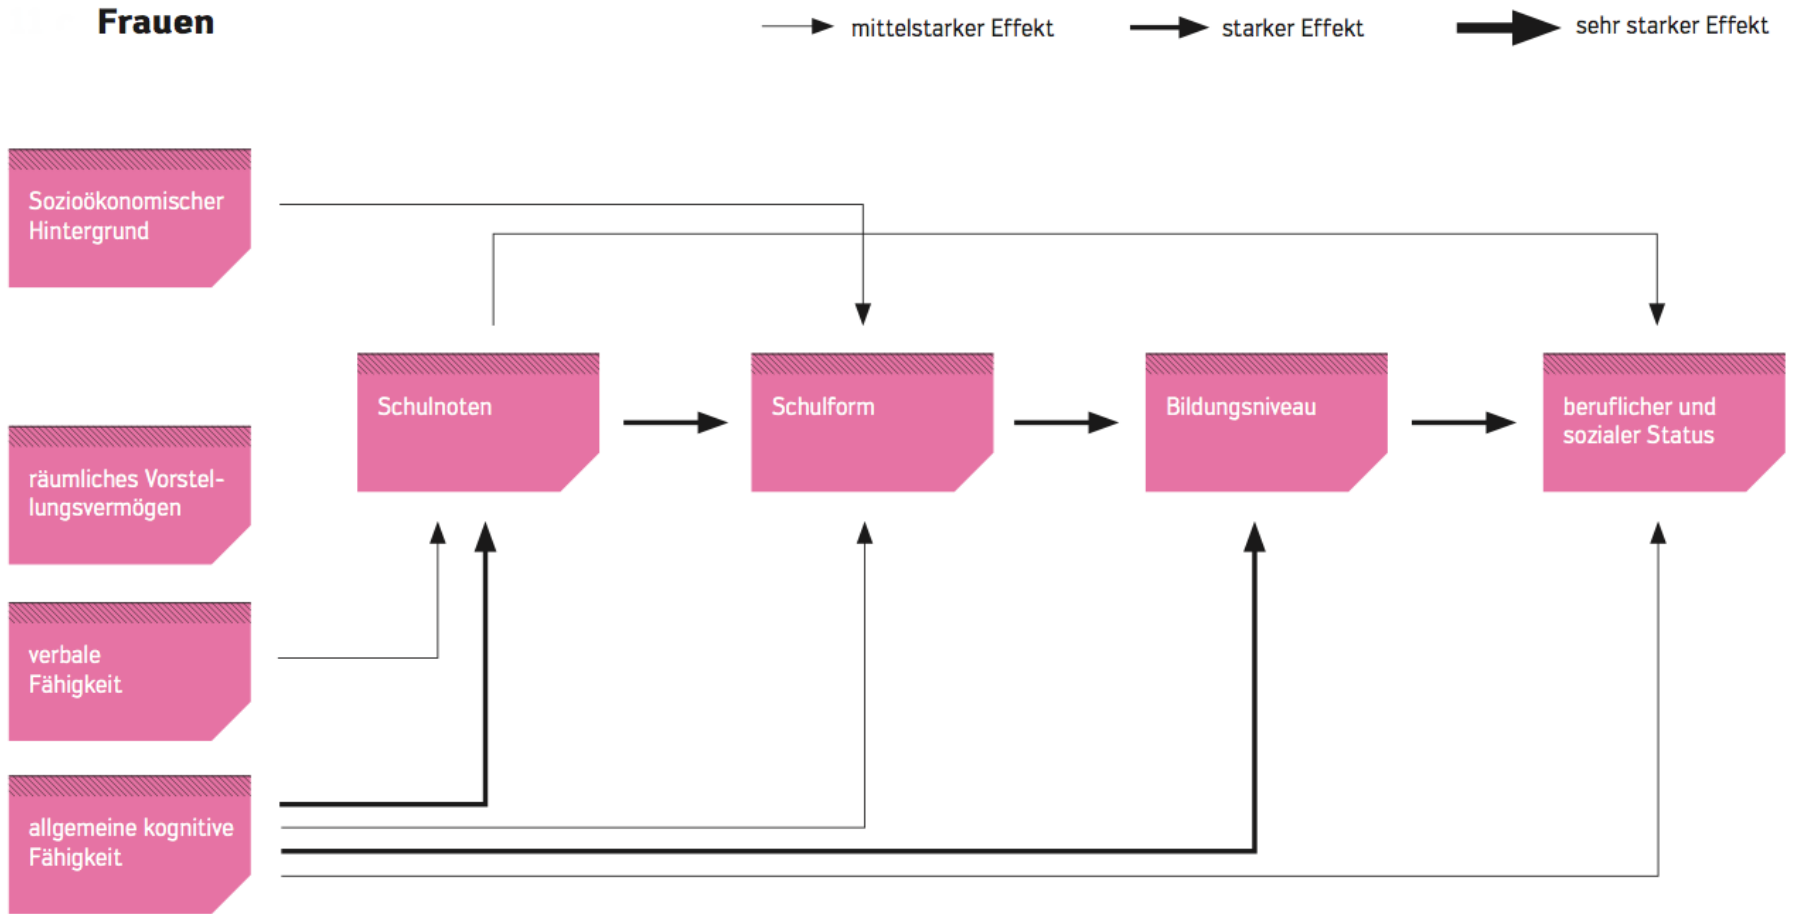 Frauen
mittelstarker Effekt
starker Effekt
sehr starker Effekt
Sozioökonomischer
Hintergrund
Schulnoten
Schulform
Bildungsniveau
beruflicher und
sozialer Status
räumliches Vorstel-
lungsvermögen
verbale
Fähigkeit
allgemeine kognitive
Fähigkeit